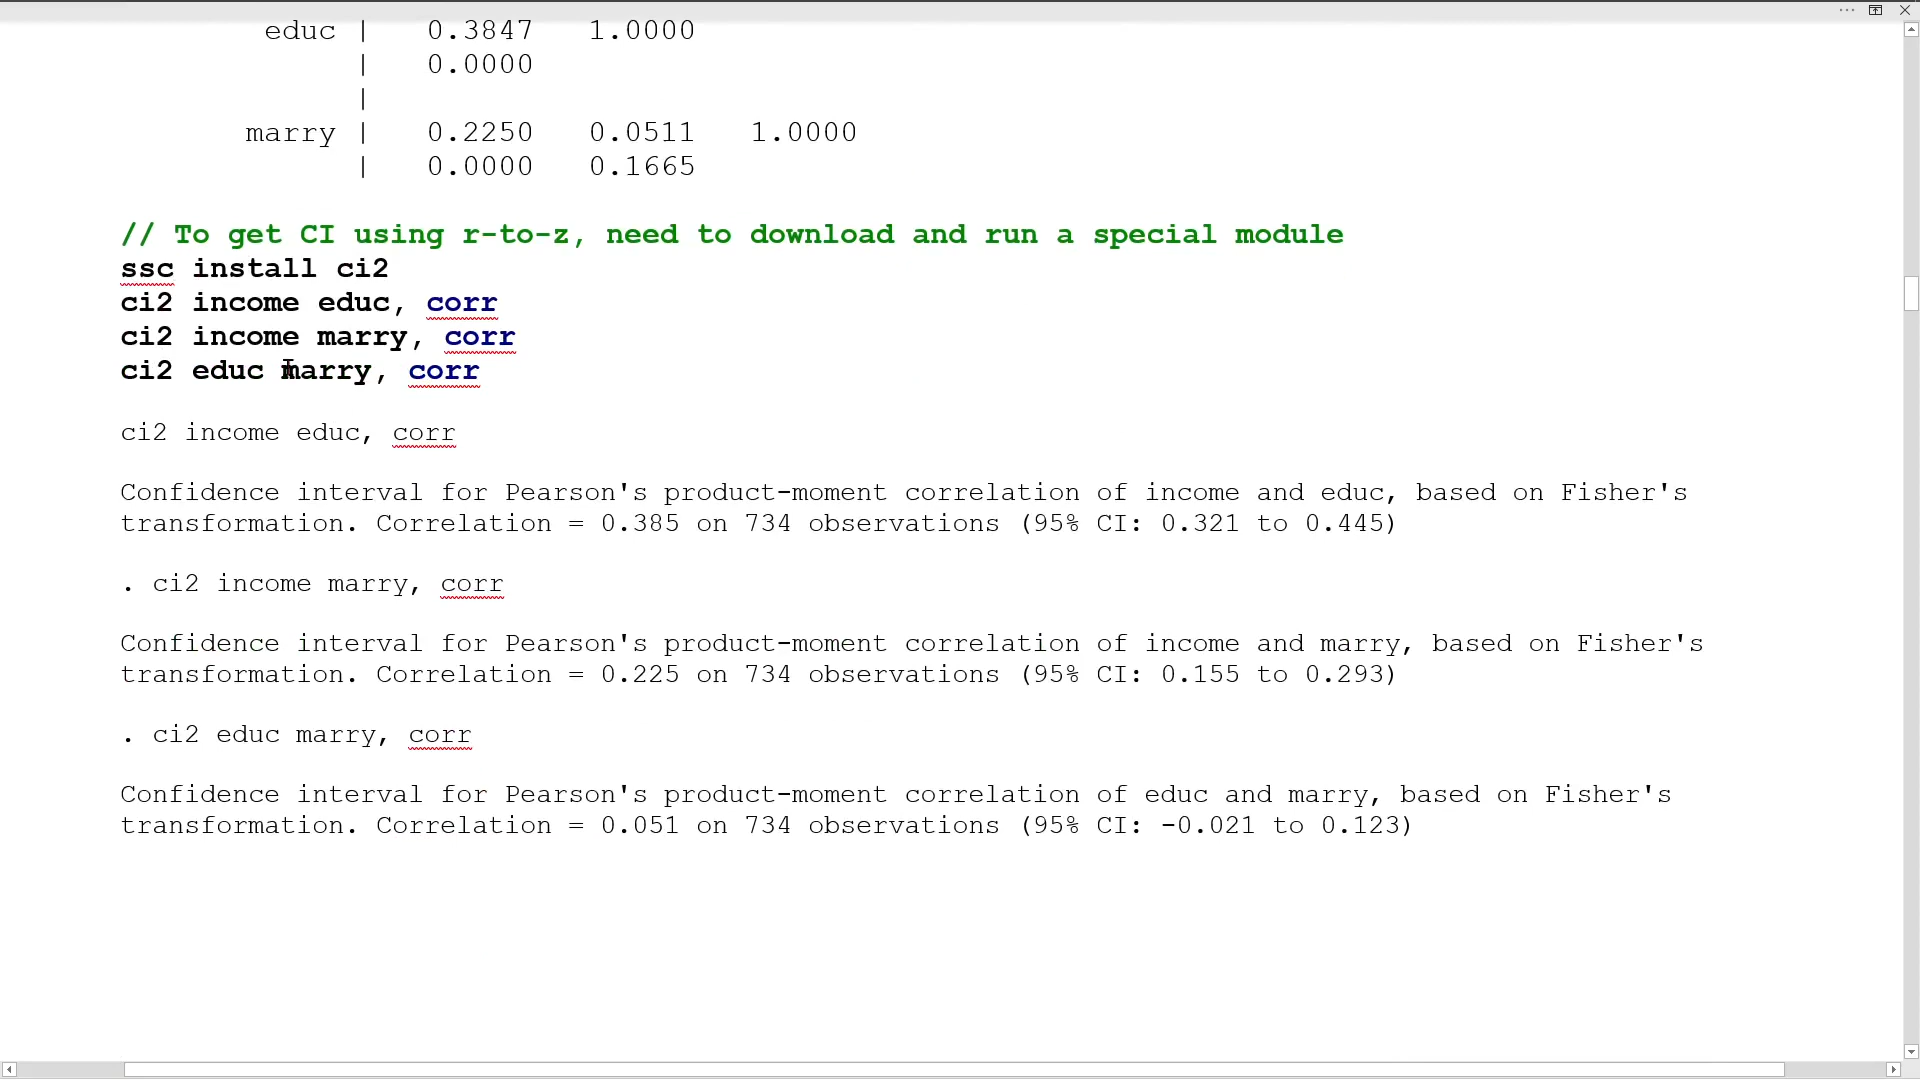 educ |    0.3847   1.0000
|    0.0000
|
marry |    0.2250   0.0511   1.0000
|    0.0000   0.1665
// To get CI using r-to-z, need to download and run a special module
ssc install ci2
ci2 income educ, corr
ci2 income marry, corr
ci2 educ marry, corr
ci2 income educ, corr
Confidence interval for Pearson's product-moment correlation of income and educ, based on Fisher's
transformation. Correlation = 0.385 on 734 observations (95% CI: 0.321 to 0.445)
. ci2 income marry, corr
Confidence interval for Pearson's product-moment correlation of income and marry, based on Fisher's
transformation. Correlation = 0.225 on 734 observations (95% CI: 0.155 to 0.293)
. ci2 educ marry, corr
Confidence interval for Pearson's product-moment correlation of educ and marry, based on Fisher's
transformation. Correlation = 0.051 on 734 observations (95% CI: -0.021 to 0.123)